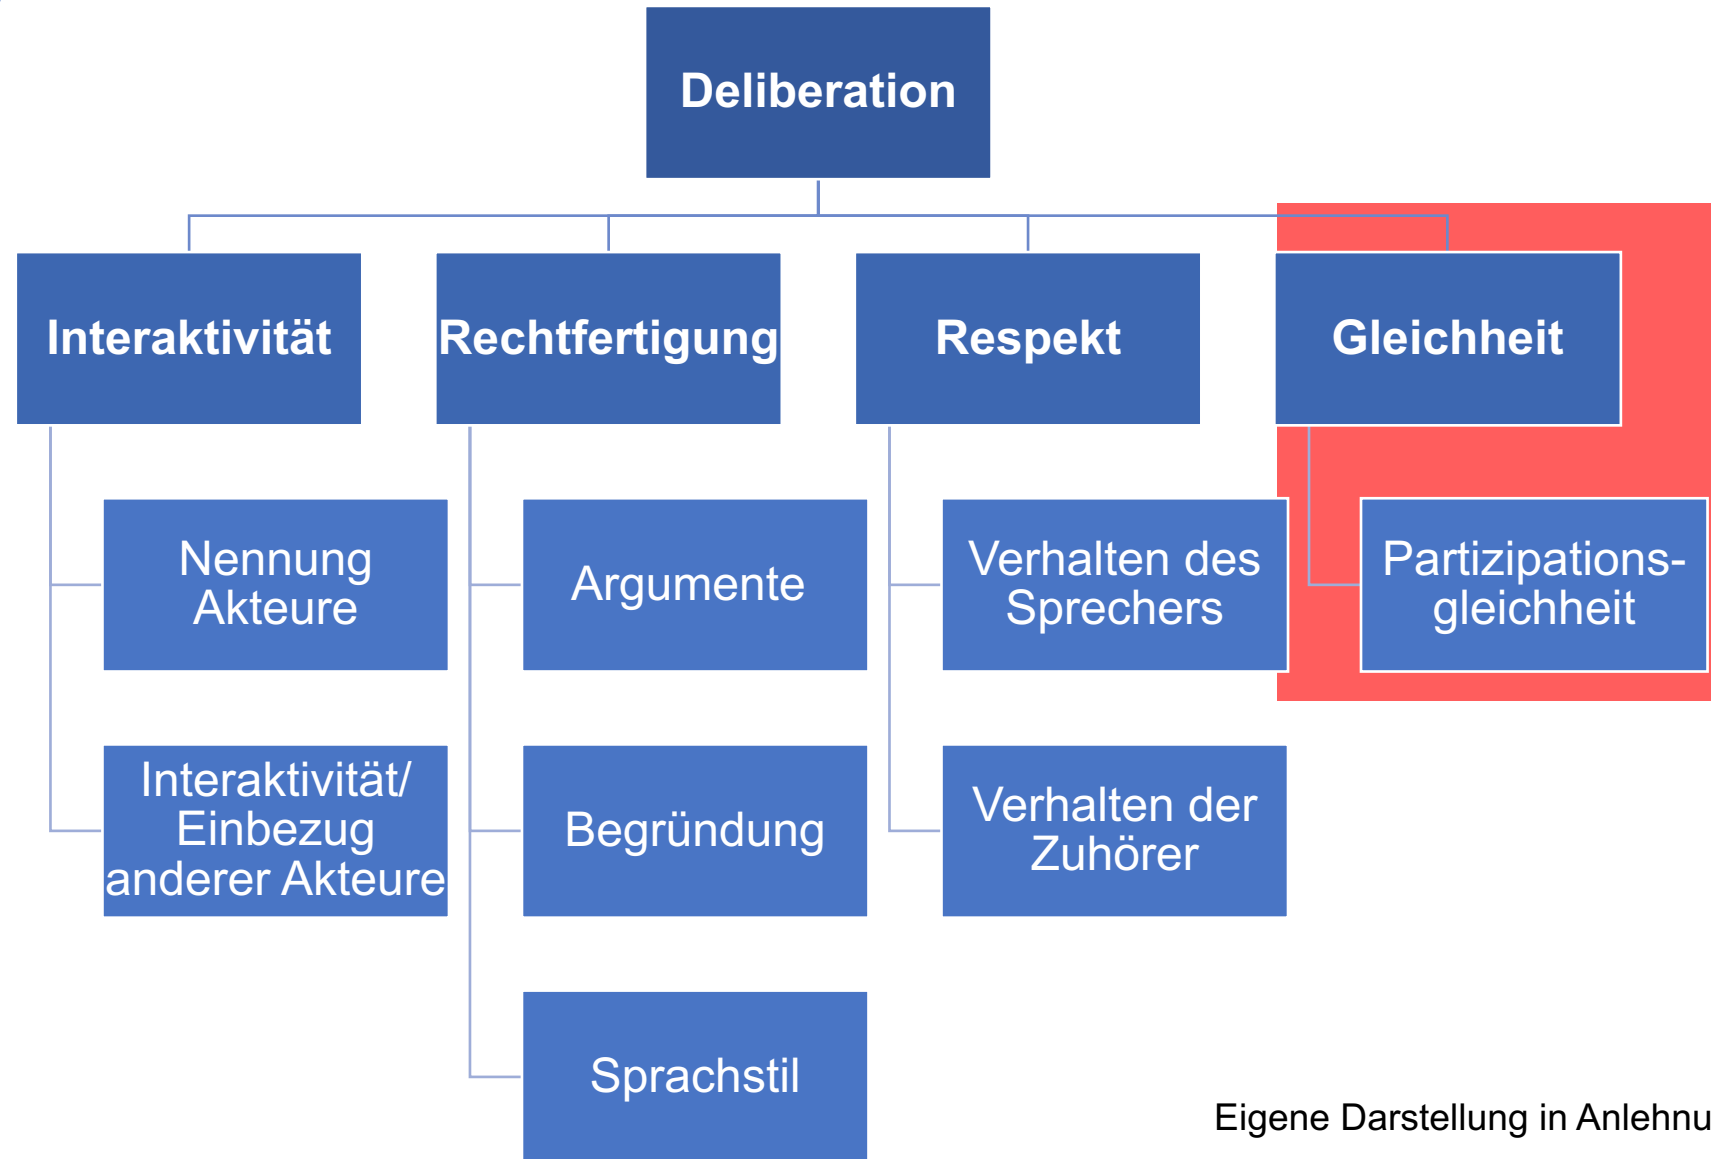 Deliberation
Interaktivität
Rechtfertigung
Respekt
Gleichheit
Nennung
Akteure
Argumente
Verhalten des
Sprechers
Partizipations-
gleichheit
Interaktivität/
Einbezug
anderer Akteure
Begründung
Verhalten der
Zuhörer
Sprachstil
Eigene Darstellung in Anlehnu